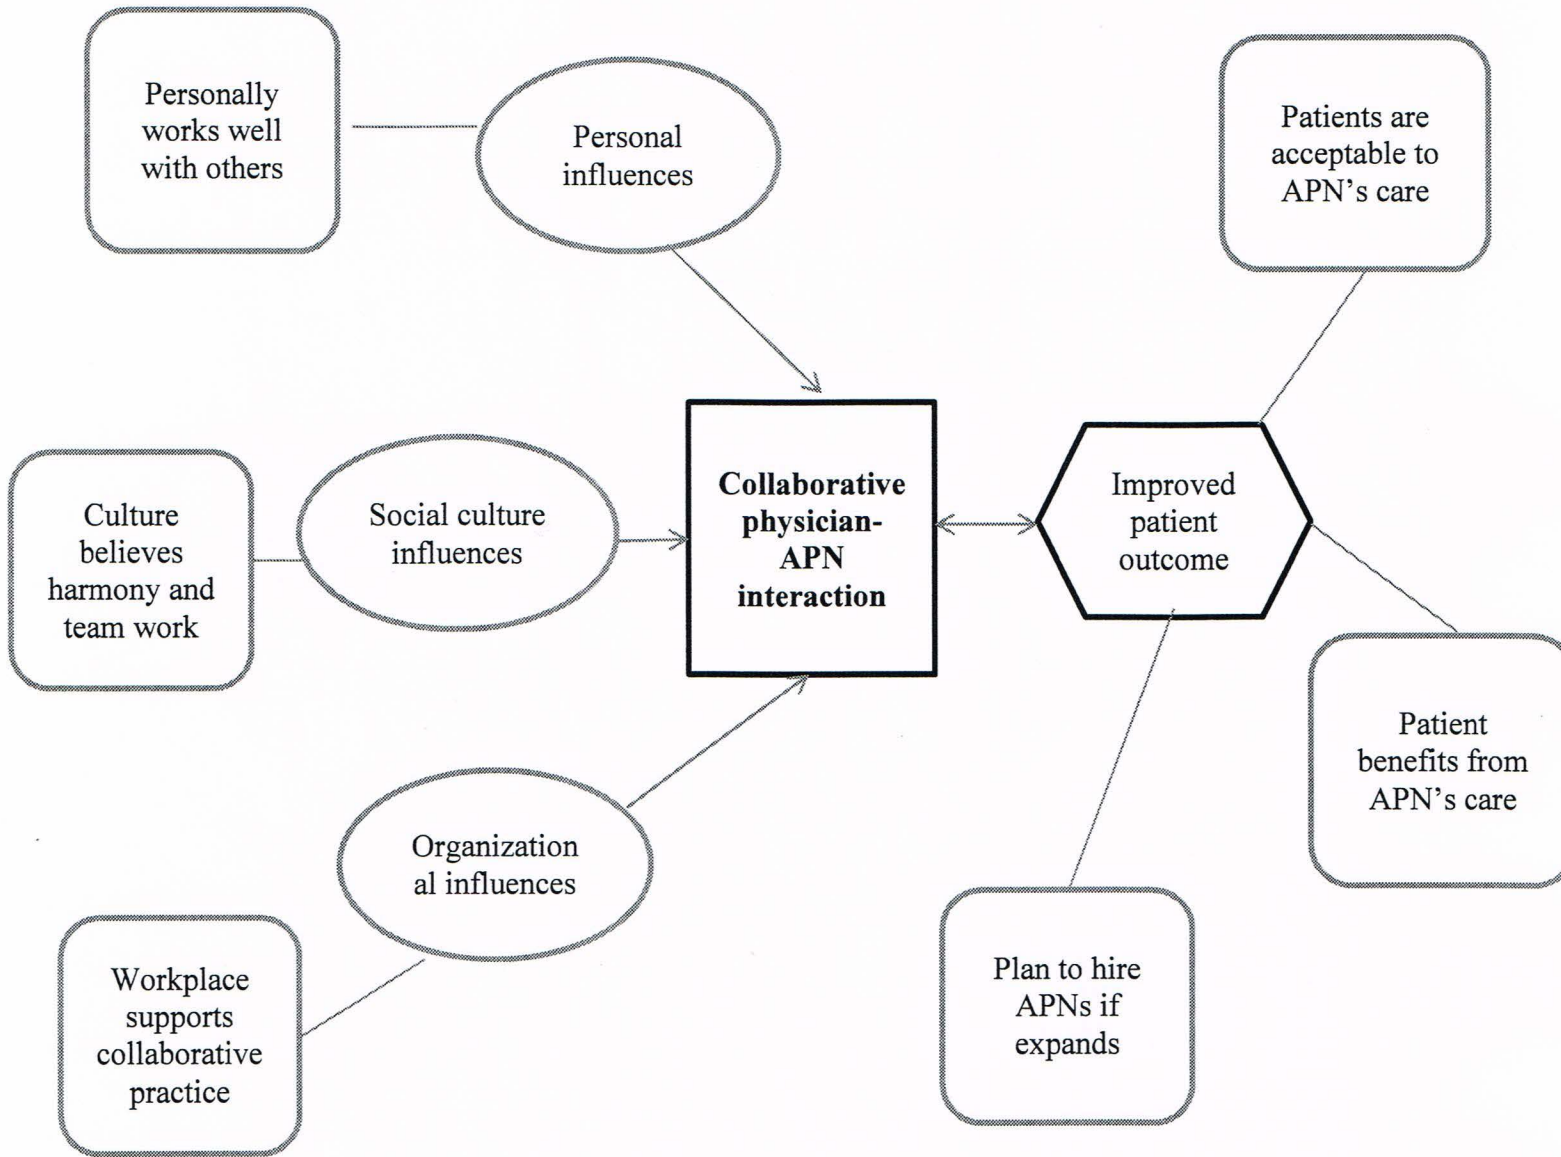 Personally
works well
with others
Personal
influences
Patients are
acceptable to
APN’s care
Culture
believes
harmony and
team work
Social culture
influences
Collaborative
physician-
APN
interaction
Improved
patient
outcome
Patient
benefits from
APN’s care
Organization
al influences
Workplace
supports
collaborative
practice
Plan to hire
APNs if
expands